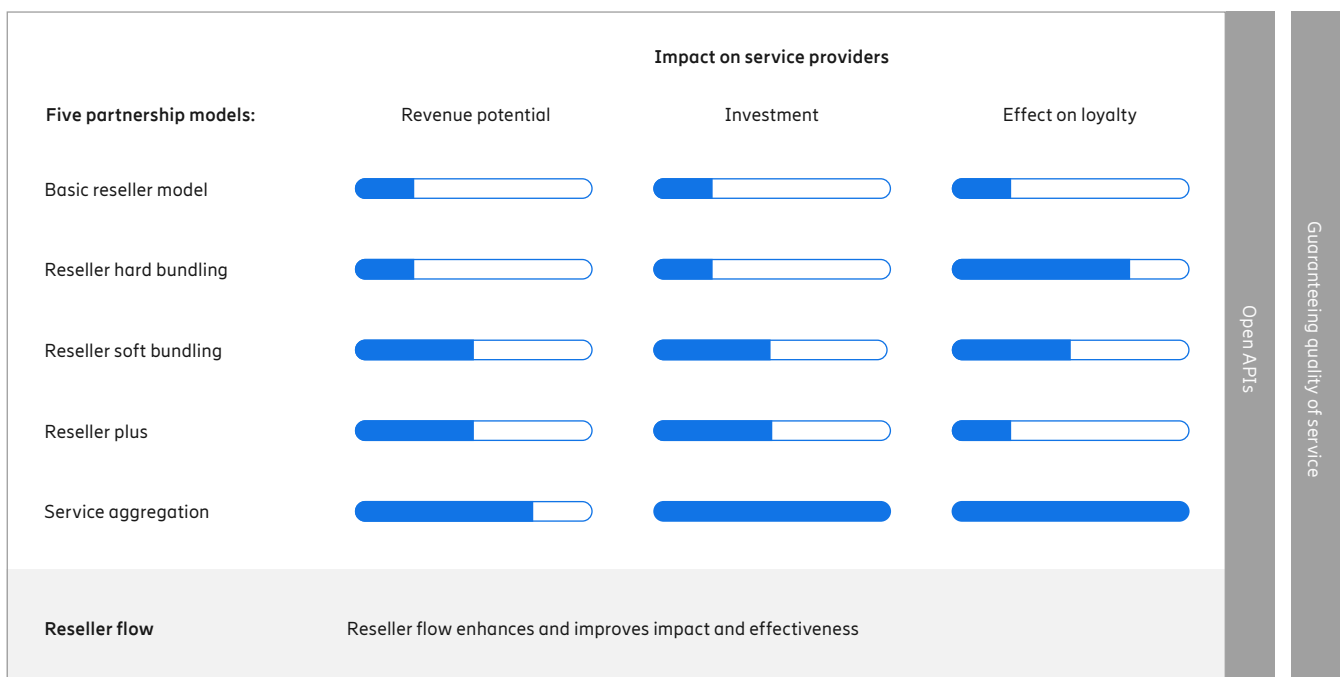 Impact on service providers
Five partnership models:
Revenue potential
Investment
Effect on loyalty
Basic reseller model
Reseller hard bundling
Reseller soft bundling
Reseller plus
Service aggregation
Reseller flow
Reseller flow enhances and improves impact and effectiveness
Open APIs
Guaranteeing quality of service